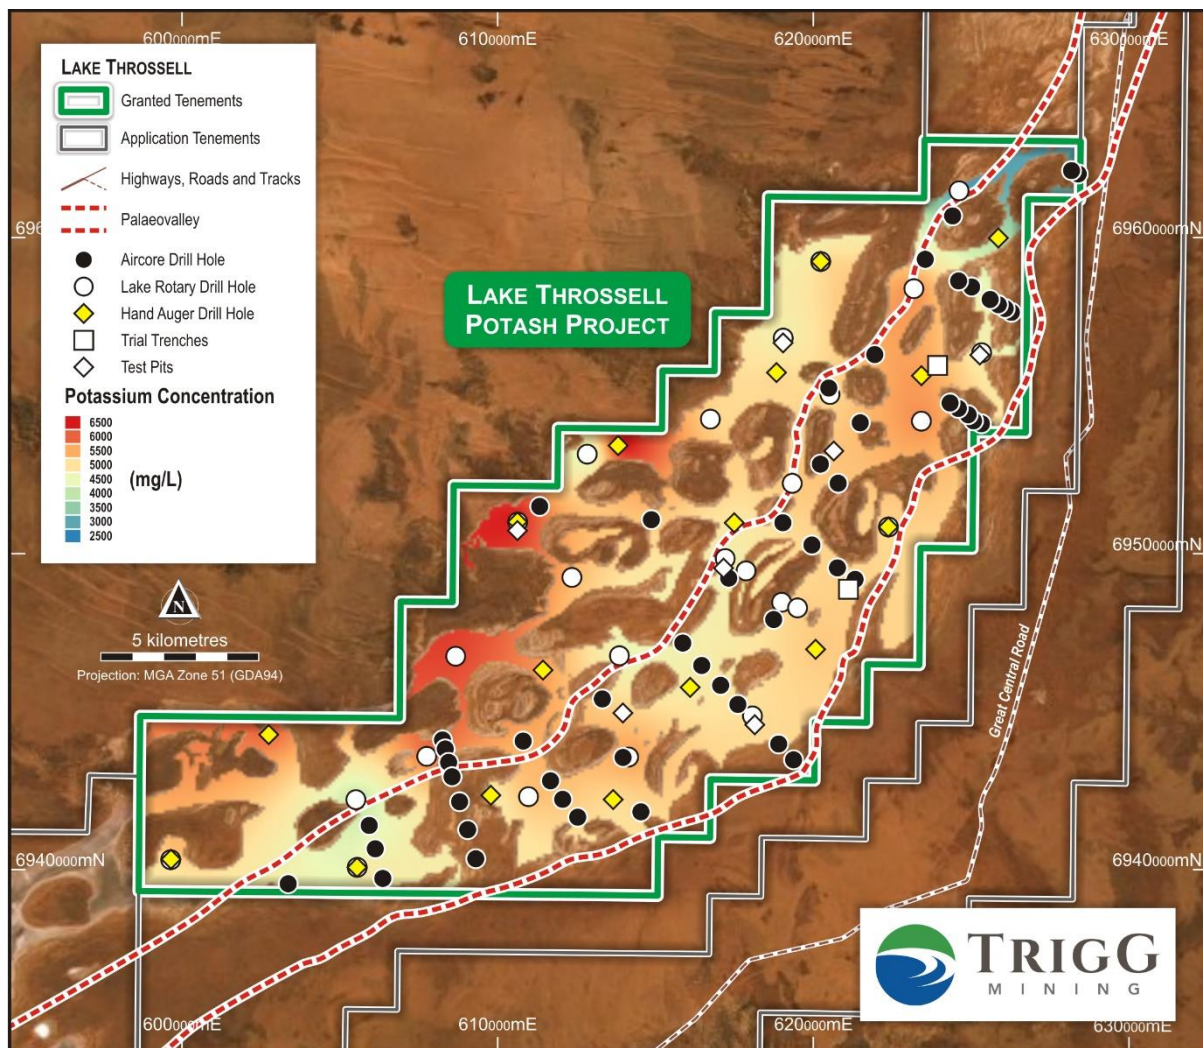 600000mE
610000mE
620000mE
630000mE
LAKE THROSSELL
Granted Tenements
Application Tenements
Highways, Roads and Tracks
Palaeovalley
Aircore Drill Hole
Lake Rotary Drill Hole
Hand Auger Drill Hole
Trial Trenches
Test Pits
Potassium Concentration
6500
6000
5500
5000
4500
4000
3500
3000
2500
(mg/L)
696
6960000mN
LAKE THROSSELL
POTASH PROJECT
6950000mN
N
5 kilometres
Projection: MGA Zone 51 (GDA94)
Great Central Road
6940000mN
6940000mN
TRIGG
MINING
600000mE
610000mE
620000mE
630000mE